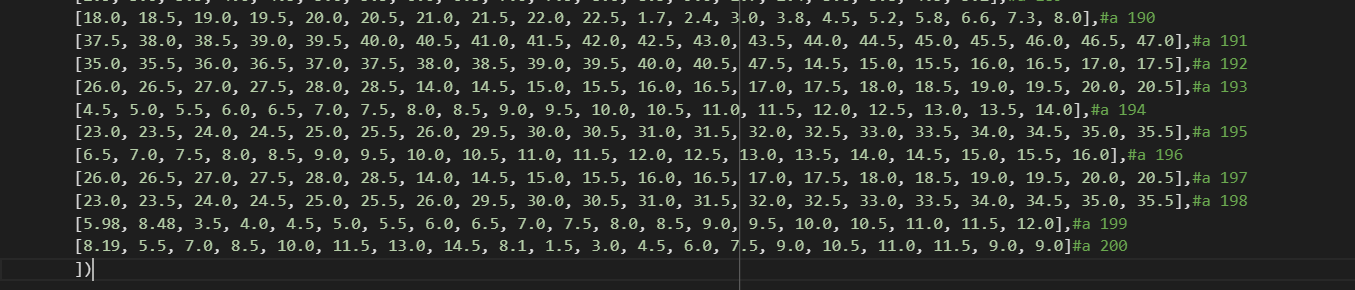 [18.0, 18.5, 19.0, 19.5, 20.0, 20.5, 21.0, 21.5, 22.0, 22.5, 1.7, 2.4, 3.0, 3.8, 4.5, 5.2, 5.8, 6.6, 7.3, 8.0],#a 190
[37.5, 38.0, 38.5, 39.0, 39.5, 40.0, 40.5, 41.0, 41.5, 42.0, 42.5, 43.0, 43.5, 44.0, 44.5, 45.0, 45.5, 46.0, 46.5, 47.0],#a 191
[35.0, 35.5, 36.0, 36.5, 37.0, 37.5, 38.0, 38.5, 39.0, 39.5, 40.0, 40.5, 47.5, 14.5, 15.0, 15.5, 16.0, 16.5, 17.0, 17.5],#a 192
[26.0, 26.5, 27.0, 27.5, 28.0, 28.5, 14.0, 14.5, 15.0, 15.5, 16.0, 16.5, 17.0, 17.5, 18.0, 18.5, 19.0, 19.5, 20.0, 20.5],#a 193
[4.5, 5.0, 5.5, 6.0, 6.5, 7.0, 7.5, 8.0, 8.5, 9.0, 9.5, 10.0, 10.5, 11.0, 11.5, 12.0, 12.5, 13.0, 13.5, 14.0],#a 194
[23.0, 23.5, 24.0, 24.5, 25.0, 25.5, 26.0, 29.5, 30.0, 30.5, 31.0, 31.5, 32.0, 32.5, 33.0, 33.5, 34.0, 34.5, 35.0, 35.5],#a 195
[6.5, 7.0, 7.5, 8.0, 8.5, 9.0, 9.5, 10.0, 10.5, 11.0, 11.5, 12.0, 12.5, 13.0, 13.5, 14.0, 14.5, 15.0, 15.5, 16.0],#a 196
[26.0, 26.5, 27.0, 27.5, 28.0, 28.5, 14.0, 14.5, 15.0, 15.5, 16.0, 16.5, 17.0, 17.5, 18.0, 18.5, 19.0, 19.5, 20.0, 20.5],#a 197
[23.0, 23.5, 24.0, 24.5, 25.0, 25.5, 26.0, 29.5, 30.0, 30.5, 31.0, 31.5, 32.0, 32.5, 33.0, 33.5, 34.0, 34.5, 35.0, 35.5],#a 198
[5.98, 8.48, 3.5, 4.0, 4.5, 5.0, 5.5, 6.0, 6.5, 7.0, 7.5, 8.0, 8.5, 9.0, 9.5, 10.0, 10.5, 11.0, 11.5, 12.0],#a 199
[8.19, 5.5, 7.0, 8.5, 10.0, 11.5, 13.0, 14.5, 8.1, 1.5, 3.0, 4.5, 6.0, 7.5, 9.0, 10.5, 11.0, 11.5, 9.0, 9.0]#a 200
])